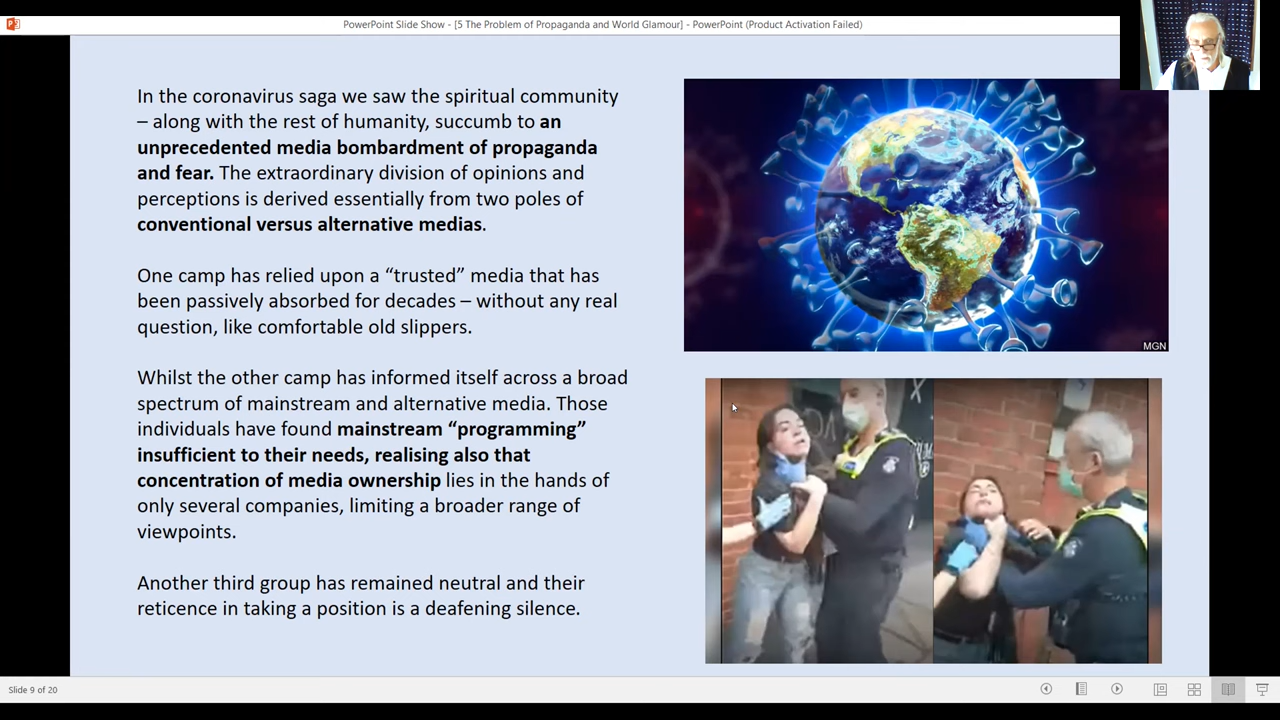 PowerPoint Slide Show - [5 The Problem of Propaganda and World Glamour] - PowerPoint (Product Activation Failed)
In the coronavirus saga we saw the spiritual community
– along with the rest of humanity, succumb to an
unprecedented media bombardment of propaganda
and fear. The extraordinary division of opinions and
perceptions is derived essentially from two poles of
conventional versus alternative medias.
One camp has relied upon a “trusted” media that has
been passively absorbed for decades – without any real
question, like comfortable old slippers.
Whilst the other camp has informed itself across a broad
spectrum of mainstream and alternative media. Those
individuals have found mainstream “programming”
insufficient to their needs, realising also that
concentration of media ownership lies in the hands of
only several companies, limiting a broader range of
viewpoints.
Another third group has remained neutral and their
reticence in taking a position is a deafening silence.
MGN
Slide 9 of 20